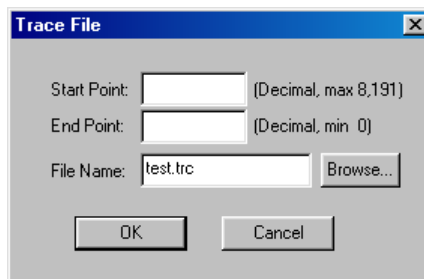 Trace File
Start Point: (Decimal, max 8,191)
End Point: (Decimal, min 0)
File Name: test.trc Browse...
OK Cancel